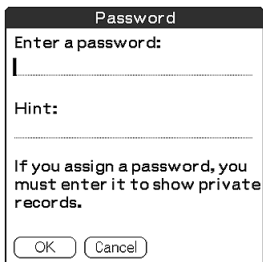 Password
Enter a password:
Hint:
If you assign a password, you
must enter it to show private
records.
OK Cancel